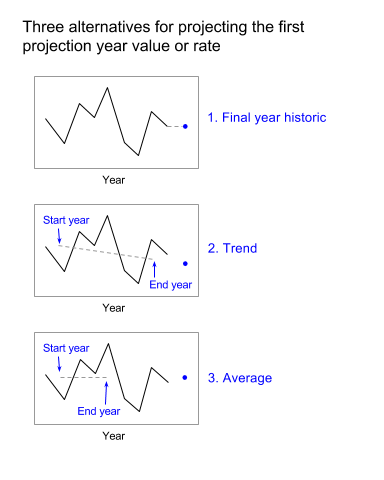 Three alternatives for projecting the first
projection year value or rate
1. Final year historic
Year
Start year
2. Trend
End year
Year
Start year
3. Average
End year
Year